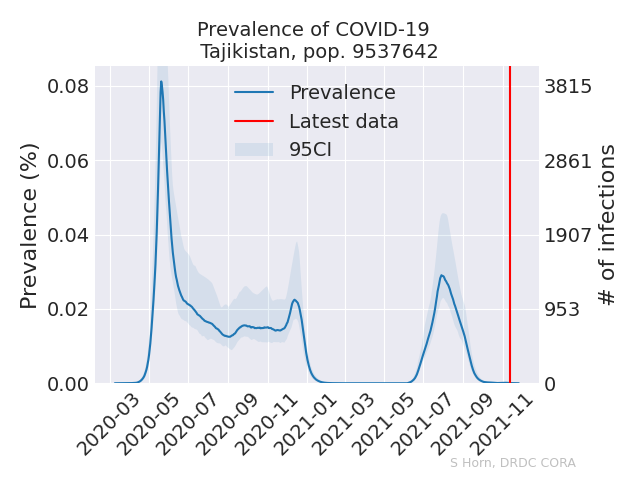 Prevalence of COVID-19
Tajikistan, pop. 9537642
Prevalence
Latest data
95CI
Prevalence (%)
0.08
0.06
0.04
0.02
0.00
3815
2861
1907
953
0
# of infections
2020-03
2020-05
2020-07
2020-09
2020-11
2021-01
2021-03
2021-05
2021-07
2021-09
2021-11
S Horn, DRDC CORA